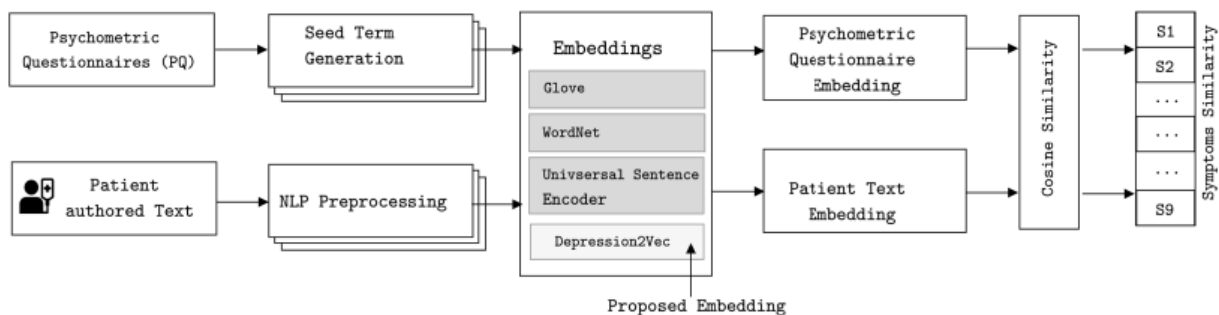 Psychometric
Questionnaires (PQ)
Seed Term
Generation
Embeddings
Glove
WordNet
Univsersal Sentence
Encoder
Depression2Vec
Proposed Embedding
Psychometric
Questionnaire
Embedding
Patient
authored Text
NLP Preprocessing
Patient Text
Embedding
Cosine Similarity
S1
S2
...
...
...
S9
Symptoms Similarity